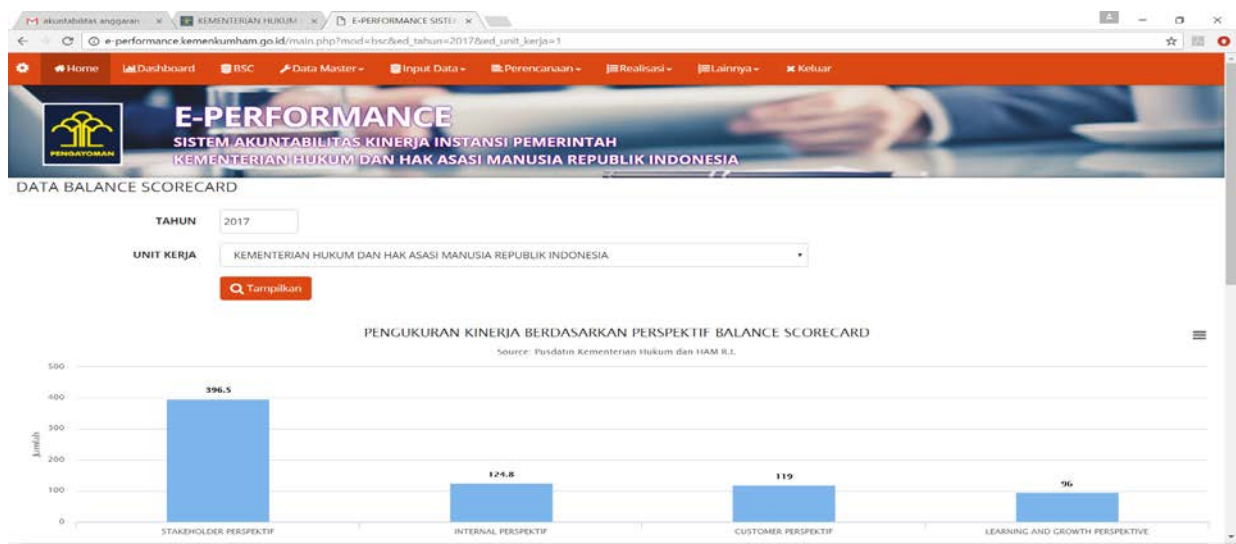 akuntabilitas anggaran
KEMENTERIAN HUKUM
E-PERFORMANCE SISTE
e-performance.kemenkumham.go.id/main.php?mod=bsc&ed_tahun=2017&ed_unit_kerja=1
Home Dashboard BSC Data Master Input Data Perencanaan Realisasi Lainnya Keluar
PENGAYOMAN
E-PERFORMANCE
SISTEM AKUNTABILITAS KINERJA INSTANSI PEMERINTAH
KEMENTERIAN HUKUM DAN HAK ASASI MANUSIA REPUBLIK INDONESIA
DATA BALANCE SCORECARD
TAHUN 2017
UNIT KERJA KEMENTERIAN HUKUM DAN HAK ASASI MANUSIA REPUBLIK INDONESIA
Tampilkan
PENGUKURAN KINERJA BERDASARKAN PERSPEKTIF BALANCE SCORECARD
Source: Pusdatin Kementerian Hukum dan HAM R.I.
Jumlah
500
400
300
200
100
0
396.5
124.8
119
96
STAKEHOLDER PERSPEKTIF
INTERNAL PERSPEKTIF
CUSTOMER PERSPEKTIF
LEARNING AND GROWTH PERSPEKTIVE